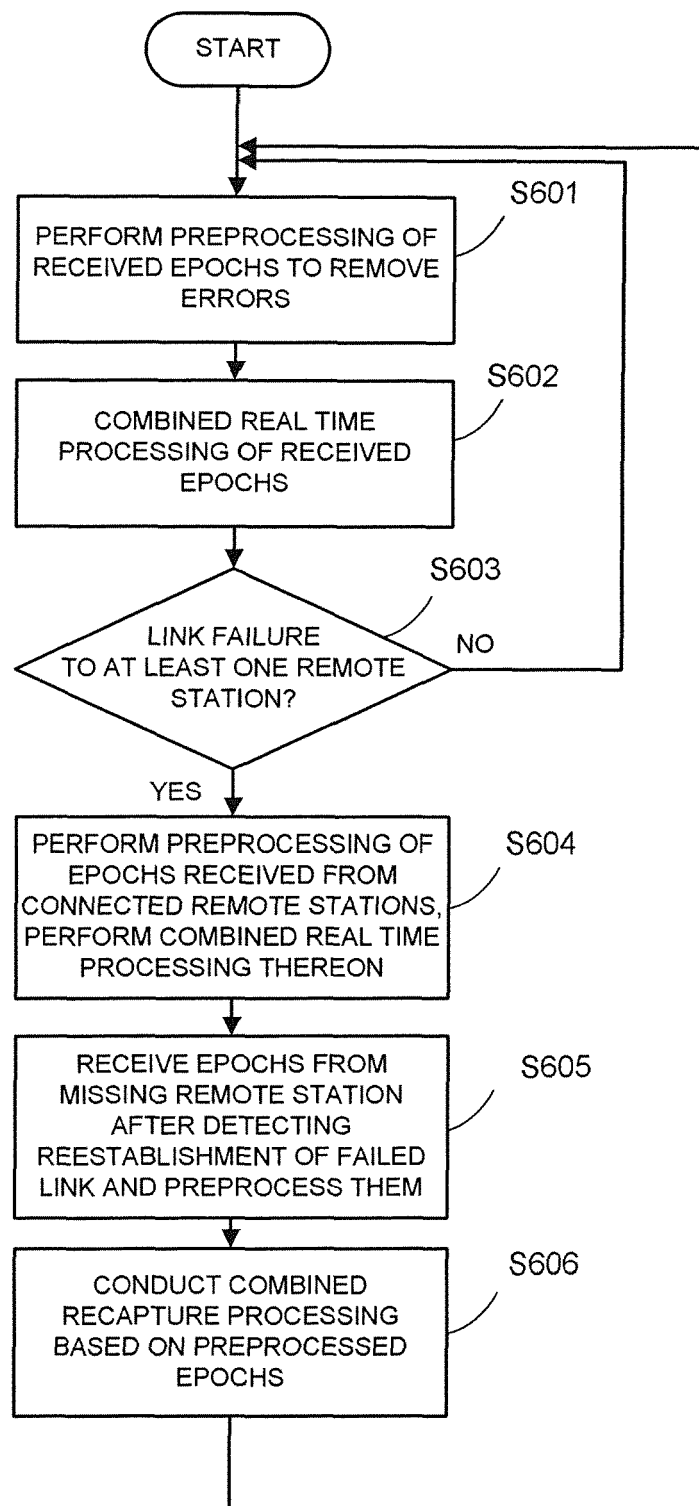 START
S601
PERFORM PREPROCESSING OF
RECEIVED EPOCHS TO REMOVE
ERRORS
S602
COMBINED REAL TIME
PROCESSING OF RECEIVED
EPOCHS
S603
LINK FAILURE
TO AT LEAST ONE REMOTE
STATION?
NO
YES
S604
PERFORM PREPROCESSING OF
EPOCHS RECEIVED FROM
CONNECTED REMOTE STATIONS,
PERFORM COMBINED REAL TIME
PROCESSING THEREON
S605
RECEIVE EPOCHS FROM
MISSING REMOTE STATION
AFTER DETECTING
REESTABLISHMENT OF FAILED
LINK AND PREPROCESS THEM
S606
CONDUCT COMBINED
RECAPTURE PROCESSING
BASED ON PREPROCESSED
EPOCHS